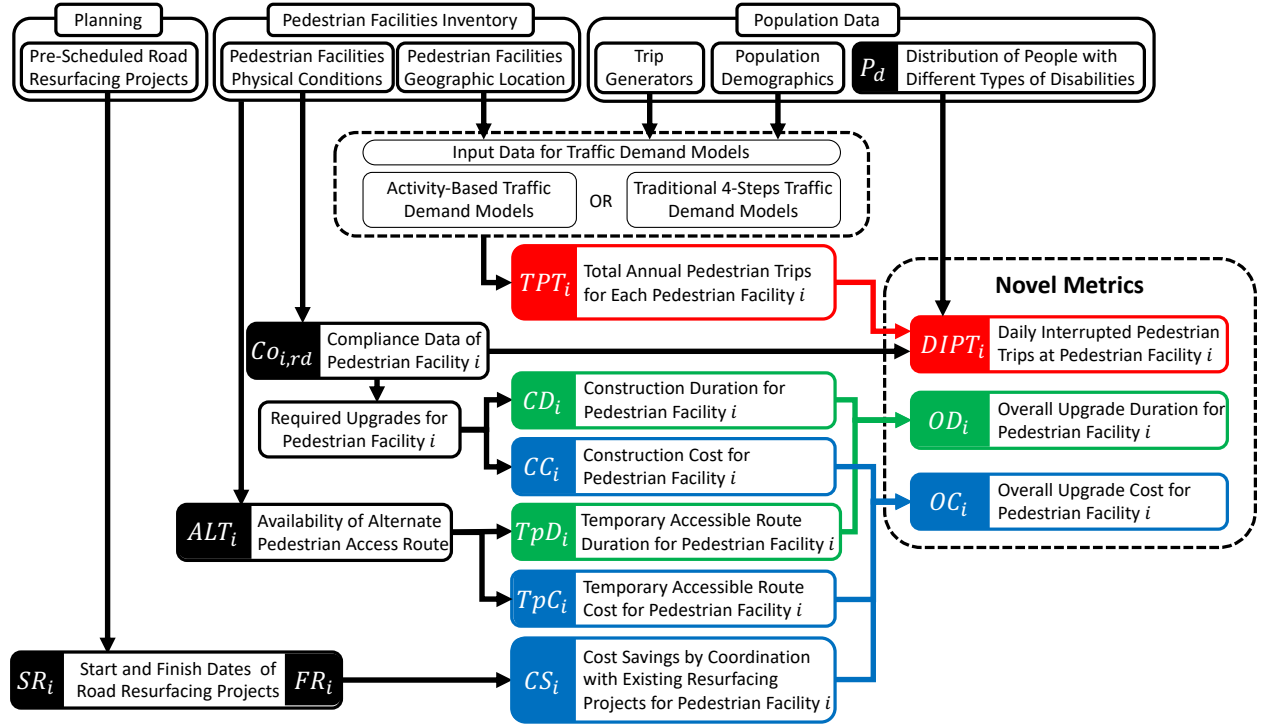 Planning
Pre-Scheduled Road
Resurfacing Projects
Pedestrian Facilities Inventory
Pedestrian Facilities
Physical Conditions
Pedestrian Facilities
Geographic Location
Population Data
Trip
Generators
Population
Demographics
P_d
Distribution of People with
Different Types of Disabilities
Input Data for Traffic Demand Models
Activity-Based Traffic
Demand Models
OR
Traditional 4-Steps Traffic
Demand Models
TPT_i
Total Annual Pedestrian Trips
for Each Pedestrian Facility i
Novel Metrics
Co_{i,rd}
Compliance Data of
Pedestrian Facility i
DIPT_i
Daily Interrupted Pedestrian
Trips at Pedestrian Facility i
Required Upgrades for
Pedestrian Facility i
CD_i
Construction Duration for
Pedestrian Facility i
OD_i
Overall Upgrade Duration for
Pedestrian Facility i
CC_i
Construction Cost for
Pedestrian Facility i
OC_i
Overall Upgrade Cost for
Pedestrian Facility i
ALT_i
Availability of Alternate
Pedestrian Access Route
TpD_i
Temporary Accessible Route
Duration for Pedestrian Facility i
TpC_i
Temporary Accessible Route
Cost for Pedestrian Facility i
SR_i
Start and Finish Dates of
Road Resurfacing Projects
FR_i
CS_i
Cost Savings by Coordination
with Existing Resurfacing
Projects for Pedestrian Facility i